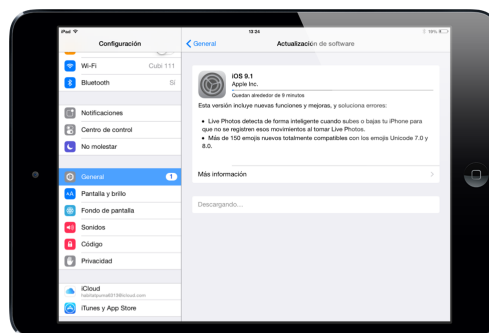 iPad
13:24
19%
Configuración
General
Actualización de software
Wi-Fi
Cubi 111
Bluetooth
Sí
Notificaciones
Centro de control
No molestar
General
1
Pantalla y brillo
Fondo de pantalla
Sonidos
Código
Privacidad
iCloud
iTunes y App Store
iOS 9.1
Apple Inc.
Quedan alrededor de 9 minutos
Esta versión incluye nuevas funciones y mejoras, y soluciona errores:
• Live Photos detecta de forma inteligente cuando subes o bajas tu iPhone para
que no se registren esos movimientos al tomar Live Photos.
• Más de 150 emojis nuevos totalmente compatibles con los emojis Unicode 7.0 y
8.0.
Más información
Descargando...